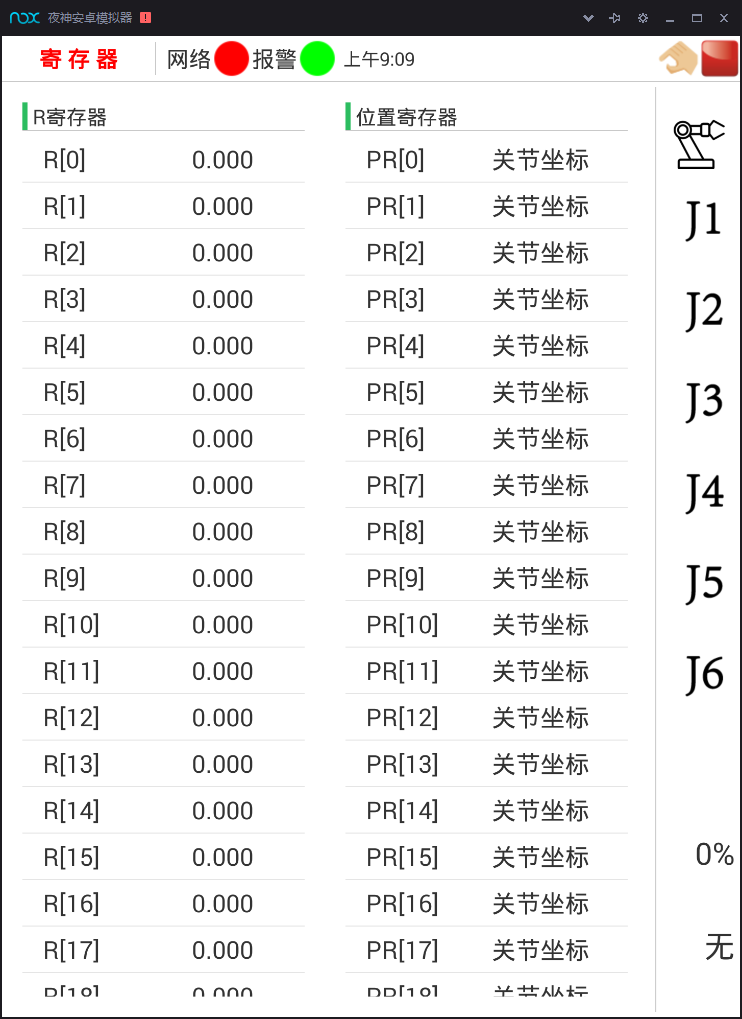 nox 夜神安卓模拟器
寄存器 网络 报警 上午9:09
R寄存器 位置寄存器
R[0] 0.000 PR[0] 关节坐标
R[1] 0.000 PR[1] 关节坐标
R[2] 0.000 PR[2] 关节坐标
R[3] 0.000 PR[3] 关节坐标
R[4] 0.000 PR[4] 关节坐标
R[5] 0.000 PR[5] 关节坐标
R[6] 0.000 PR[6] 关节坐标
R[7] 0.000 PR[7] 关节坐标
R[8] 0.000 PR[8] 关节坐标
R[9] 0.000 PR[9] 关节坐标
R[10] 0.000 PR[10] 关节坐标
R[11] 0.000 PR[11] 关节坐标
R[12] 0.000 PR[12] 关节坐标
R[13] 0.000 PR[13] 关节坐标
R[14] 0.000 PR[14] 关节坐标
R[15] 0.000 PR[15] 关节坐标
R[16] 0.000 PR[16] 关节坐标
R[17] 0.000 PR[17] 关节坐标
R[18] 0.000 PR[18] 关节坐标
J1
J2
J3
J4
J5
J6
0%
无